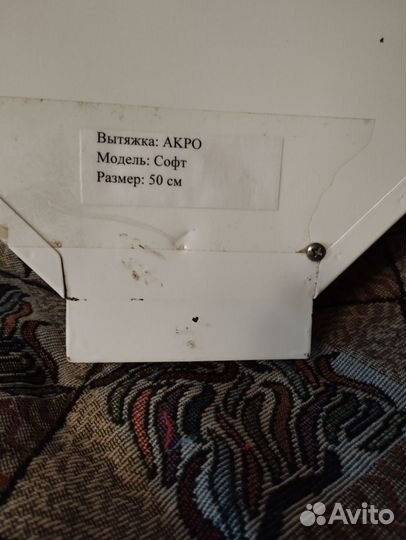 Вытяжка: АКРО
Модель: Софт
Размер: 50 см
Avito